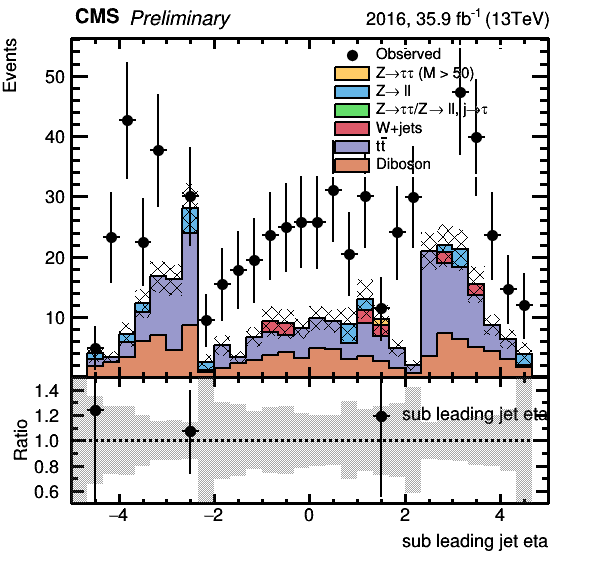 CMS Preliminary 2016, 35.9 fb⁻¹ (13TeV)
Events
50
40
30
20
10
Observed
Z→ττ (M > 50)
Z→ ll
Z→ττ/Z→ ll, j→τ
W+jets
tt̄
Diboson
Ratio
1.4
1.2
1.0
0.8
0.6
sub leading jet eta
−4 −2 0 2 4
sub leading jet eta